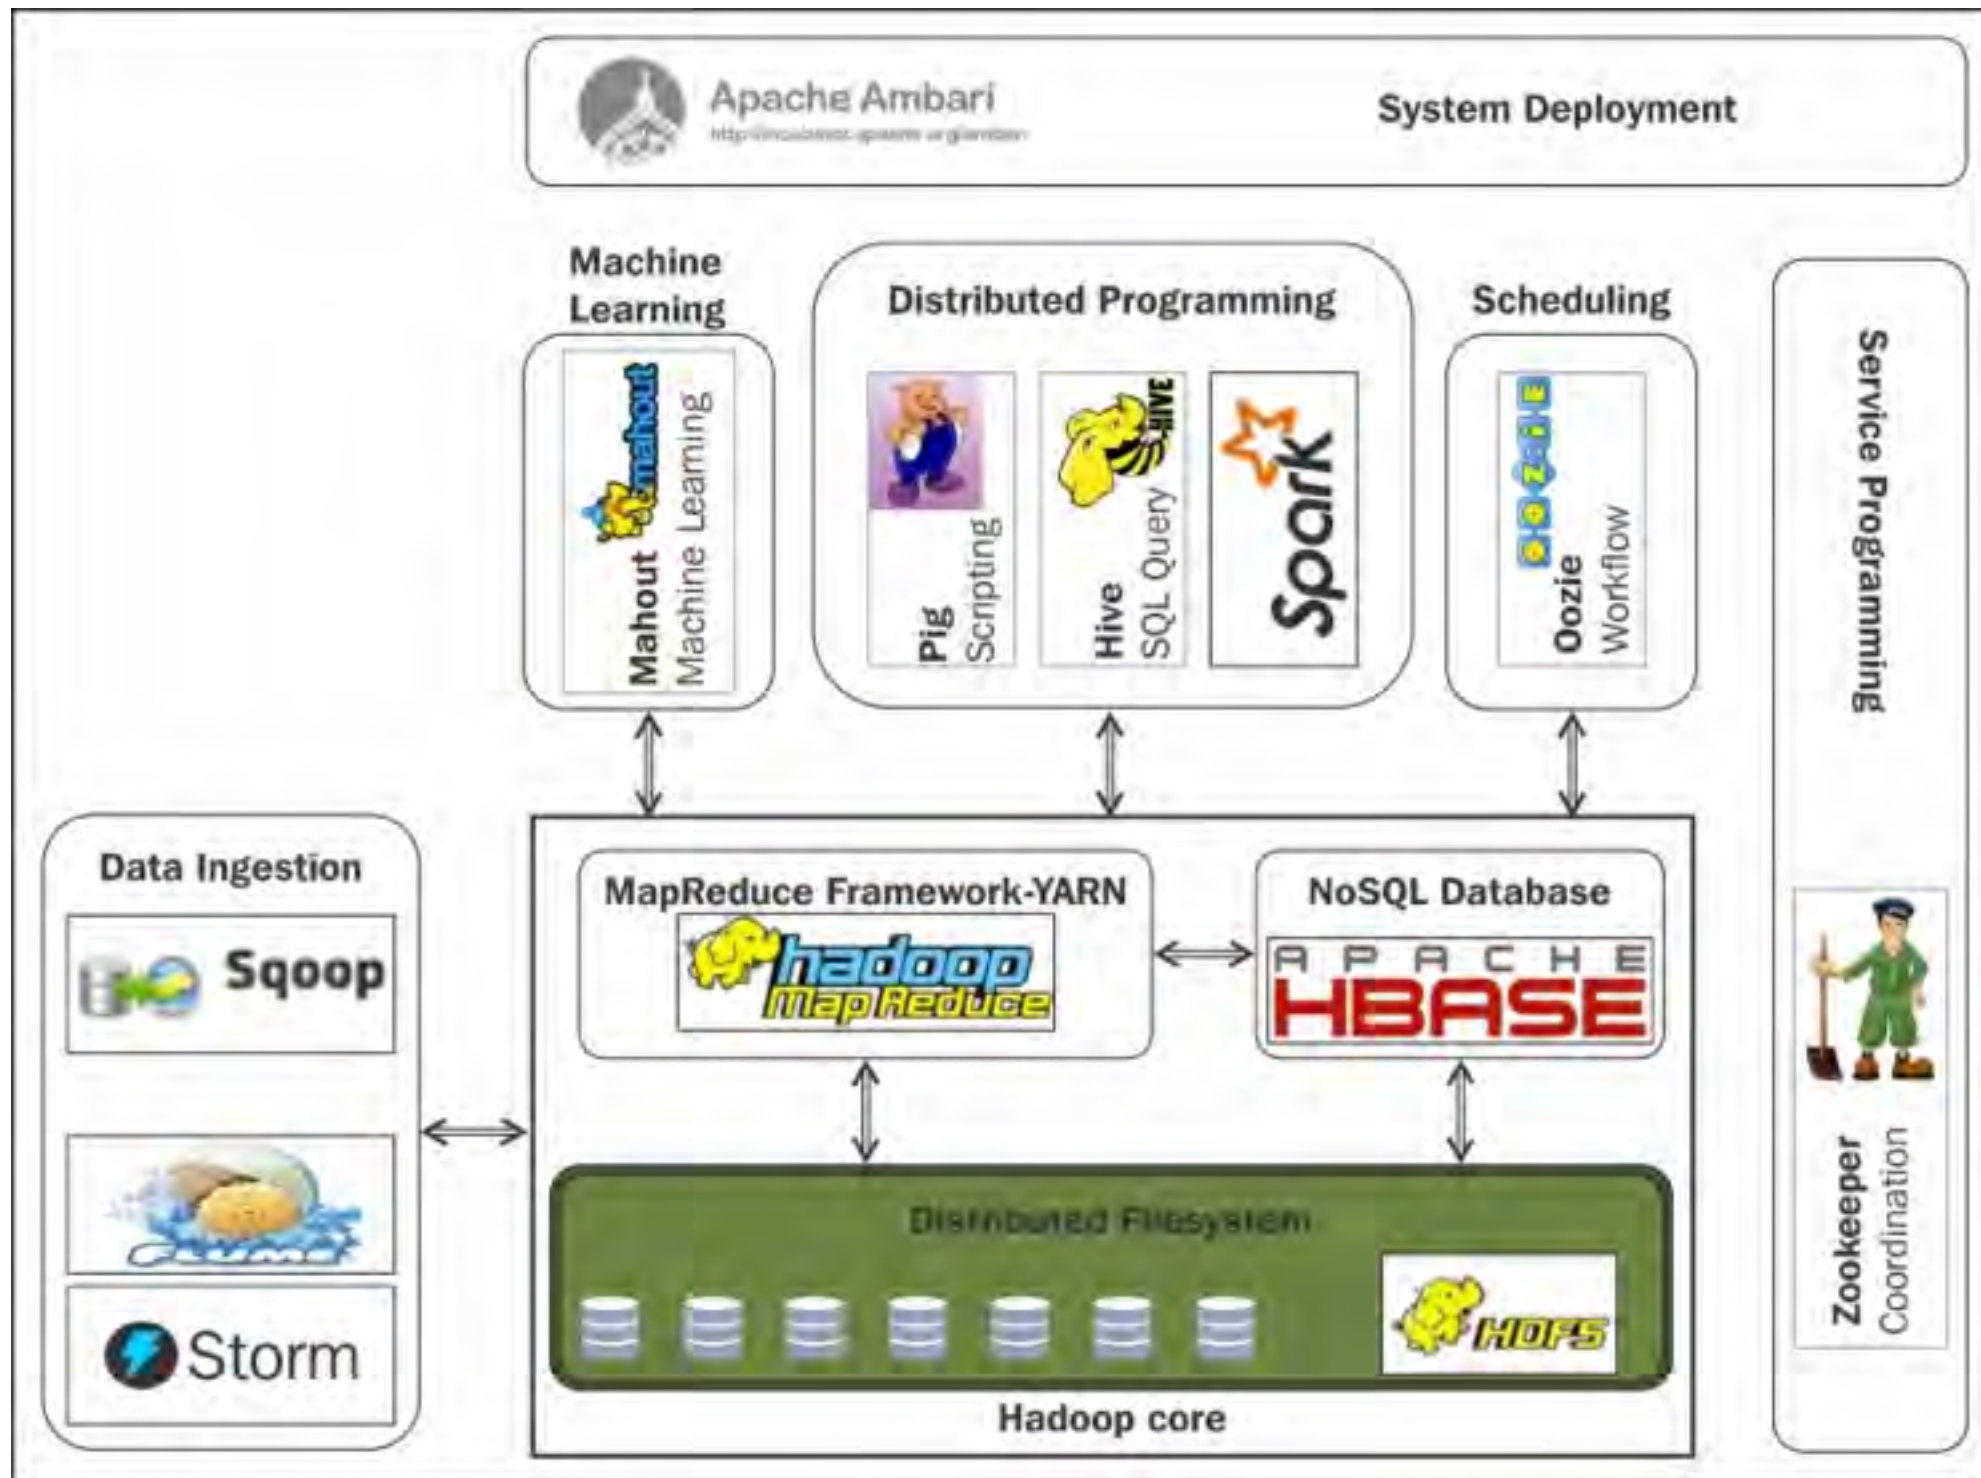 Apache Ambari
System Deployment
Machine
Learning
mahout
Mahout
Machine Learning
Distributed Programming
Pig
Scripting
HIVE
Hive
SQL Query
Spark
Scheduling
OOZIE
Oozie
Workflow
Service Programming
Zookeeper
Coordination
Data Ingestion
Sqoop
Storm
MapReduce Framework-YARN
hadoop
Map Reduce
NoSQL Database
APACHE
HBASE
Distributed Filesystem
HDFS
Hadoop core